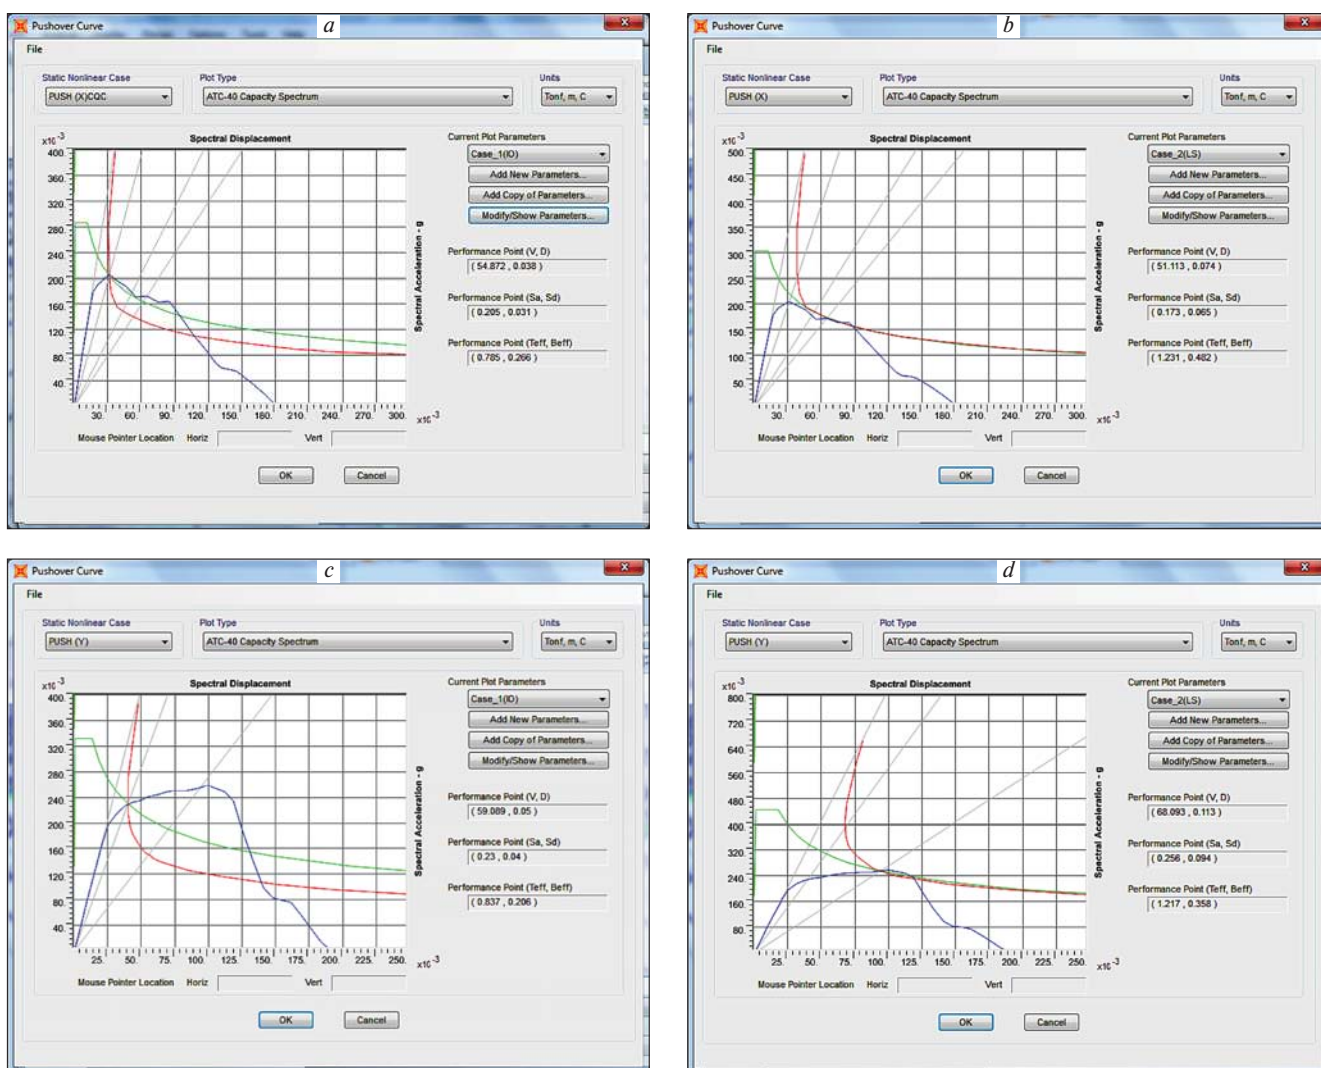 Pushover Curve
a
File
Static Nonlinear Case
Plot Type
Units
PUSH (X)CQC
ATC-40 Capacity Spectrum
Tonf, m, C
x10 -3
Spectral Displacement
Current Plot Parameters
400.
360.
320.
280.
240.
200.
160.
120.
80.
40.
Case_1(IO)
Add New Parameters...
Add Copy of Parameters...
Modify/Show Parameters...
Spectral Acceleration - g
Performance Point (V, D)
( 54.872 , 0.038 )
Performance Point (Sa, Sd)
( 0.205 , 0.031 )
Performance Point (Teff, Beff)
( 0.785 , 0.266 )
30. 60. 90. 120. 150. 180. 210. 240. 270. 300. x10 -3
Mouse Pointer Location Horiz Vert
OK Cancel
Pushover Curve
b
File
Static Nonlinear Case
Plot Type
Units
PUSH (X)
ATC-40 Capacity Spectrum
Tonf, m, C
x10 -3
Spectral Displacement
Current Plot Parameters
500.
450.
400.
350.
300.
250.
200.
150.
100.
50.
Case_2(LS)
Add New Parameters...
Add Copy of Parameters...
Modify/Show Parameters...
Spectral Acceleration - g
Performance Point (V, D)
( 51.113 , 0.074 )
Performance Point (Sa, Sd)
( 0.173 , 0.065 )
Performance Point (Teff, Beff)
( 1.231 , 0.482 )
30. 60. 90. 120. 150. 180. 210. 240. 270. 300. x10 -3
Mouse Pointer Location Horiz Vert
OK Cancel
Pushover Curve
c
File
Static Nonlinear Case
Plot Type
Units
PUSH (Y)
ATC-40 Capacity Spectrum
Tonf, m, C
x10 -3
Spectral Displacement
Current Plot Parameters
400.
360.
320.
280.
240.
200.
160.
120.
80.
40.
Case_1(IO)
Add New Parameters...
Add Copy of Parameters...
Modify/Show Parameters...
Spectral Acceleration - g
Performance Point (V, D)
( 59.089 , 0.05 )
Performance Point (Sa, Sd)
( 0.23 , 0.04 )
Performance Point (Teff, Beff)
( 0.837 , 0.206 )
25. 50. 75. 100. 125. 150. 175. 200. 225. 250. x10 -3
Mouse Pointer Location Horiz Vert
OK Cancel
Pushover Curve
d
File
Static Nonlinear Case
Plot Type
Units
PUSH (Y)
ATC-40 Capacity Spectrum
Tonf, m, C
x10 -3
Spectral Displacement
Current Plot Parameters
800.
720.
640.
560.
480.
400.
320.
240.
160.
80.
Case_2(LS)
Add New Parameters...
Add Copy of Parameters...
Modify/Show Parameters...
Spectral Acceleration - g
Performance Point (V, D)
( 68.093 , 0.113 )
Performance Point (Sa, Sd)
( 0.256 , 0.094 )
Performance Point (Teff, Beff)
( 1.217 , 0.358 )
25. 50. 75. 100. 125. 150. 175. 200. 225. 250. x10 -3
Mouse Pointer Location Horiz Vert
OK Cancel